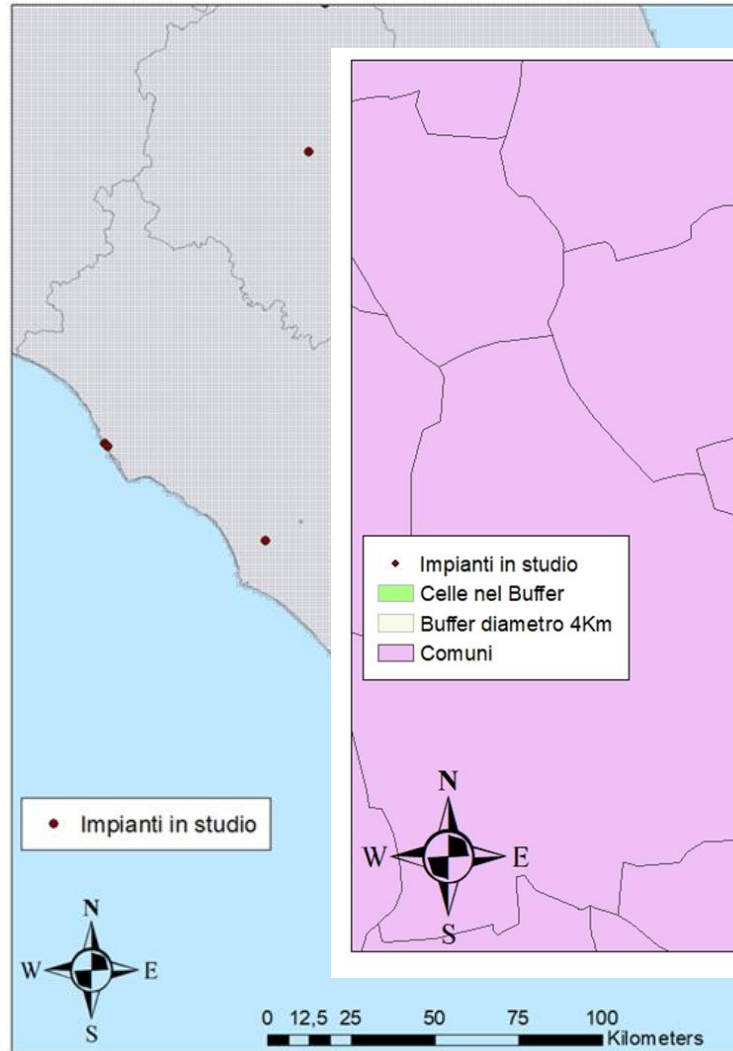 Impianti in studio
Celle nel Buffer
Buffer diametro 4Km
Comuni
N
W E
S
Impianti in studio
N
W E
S
0 12,5 25 50 75 100
Kilometers